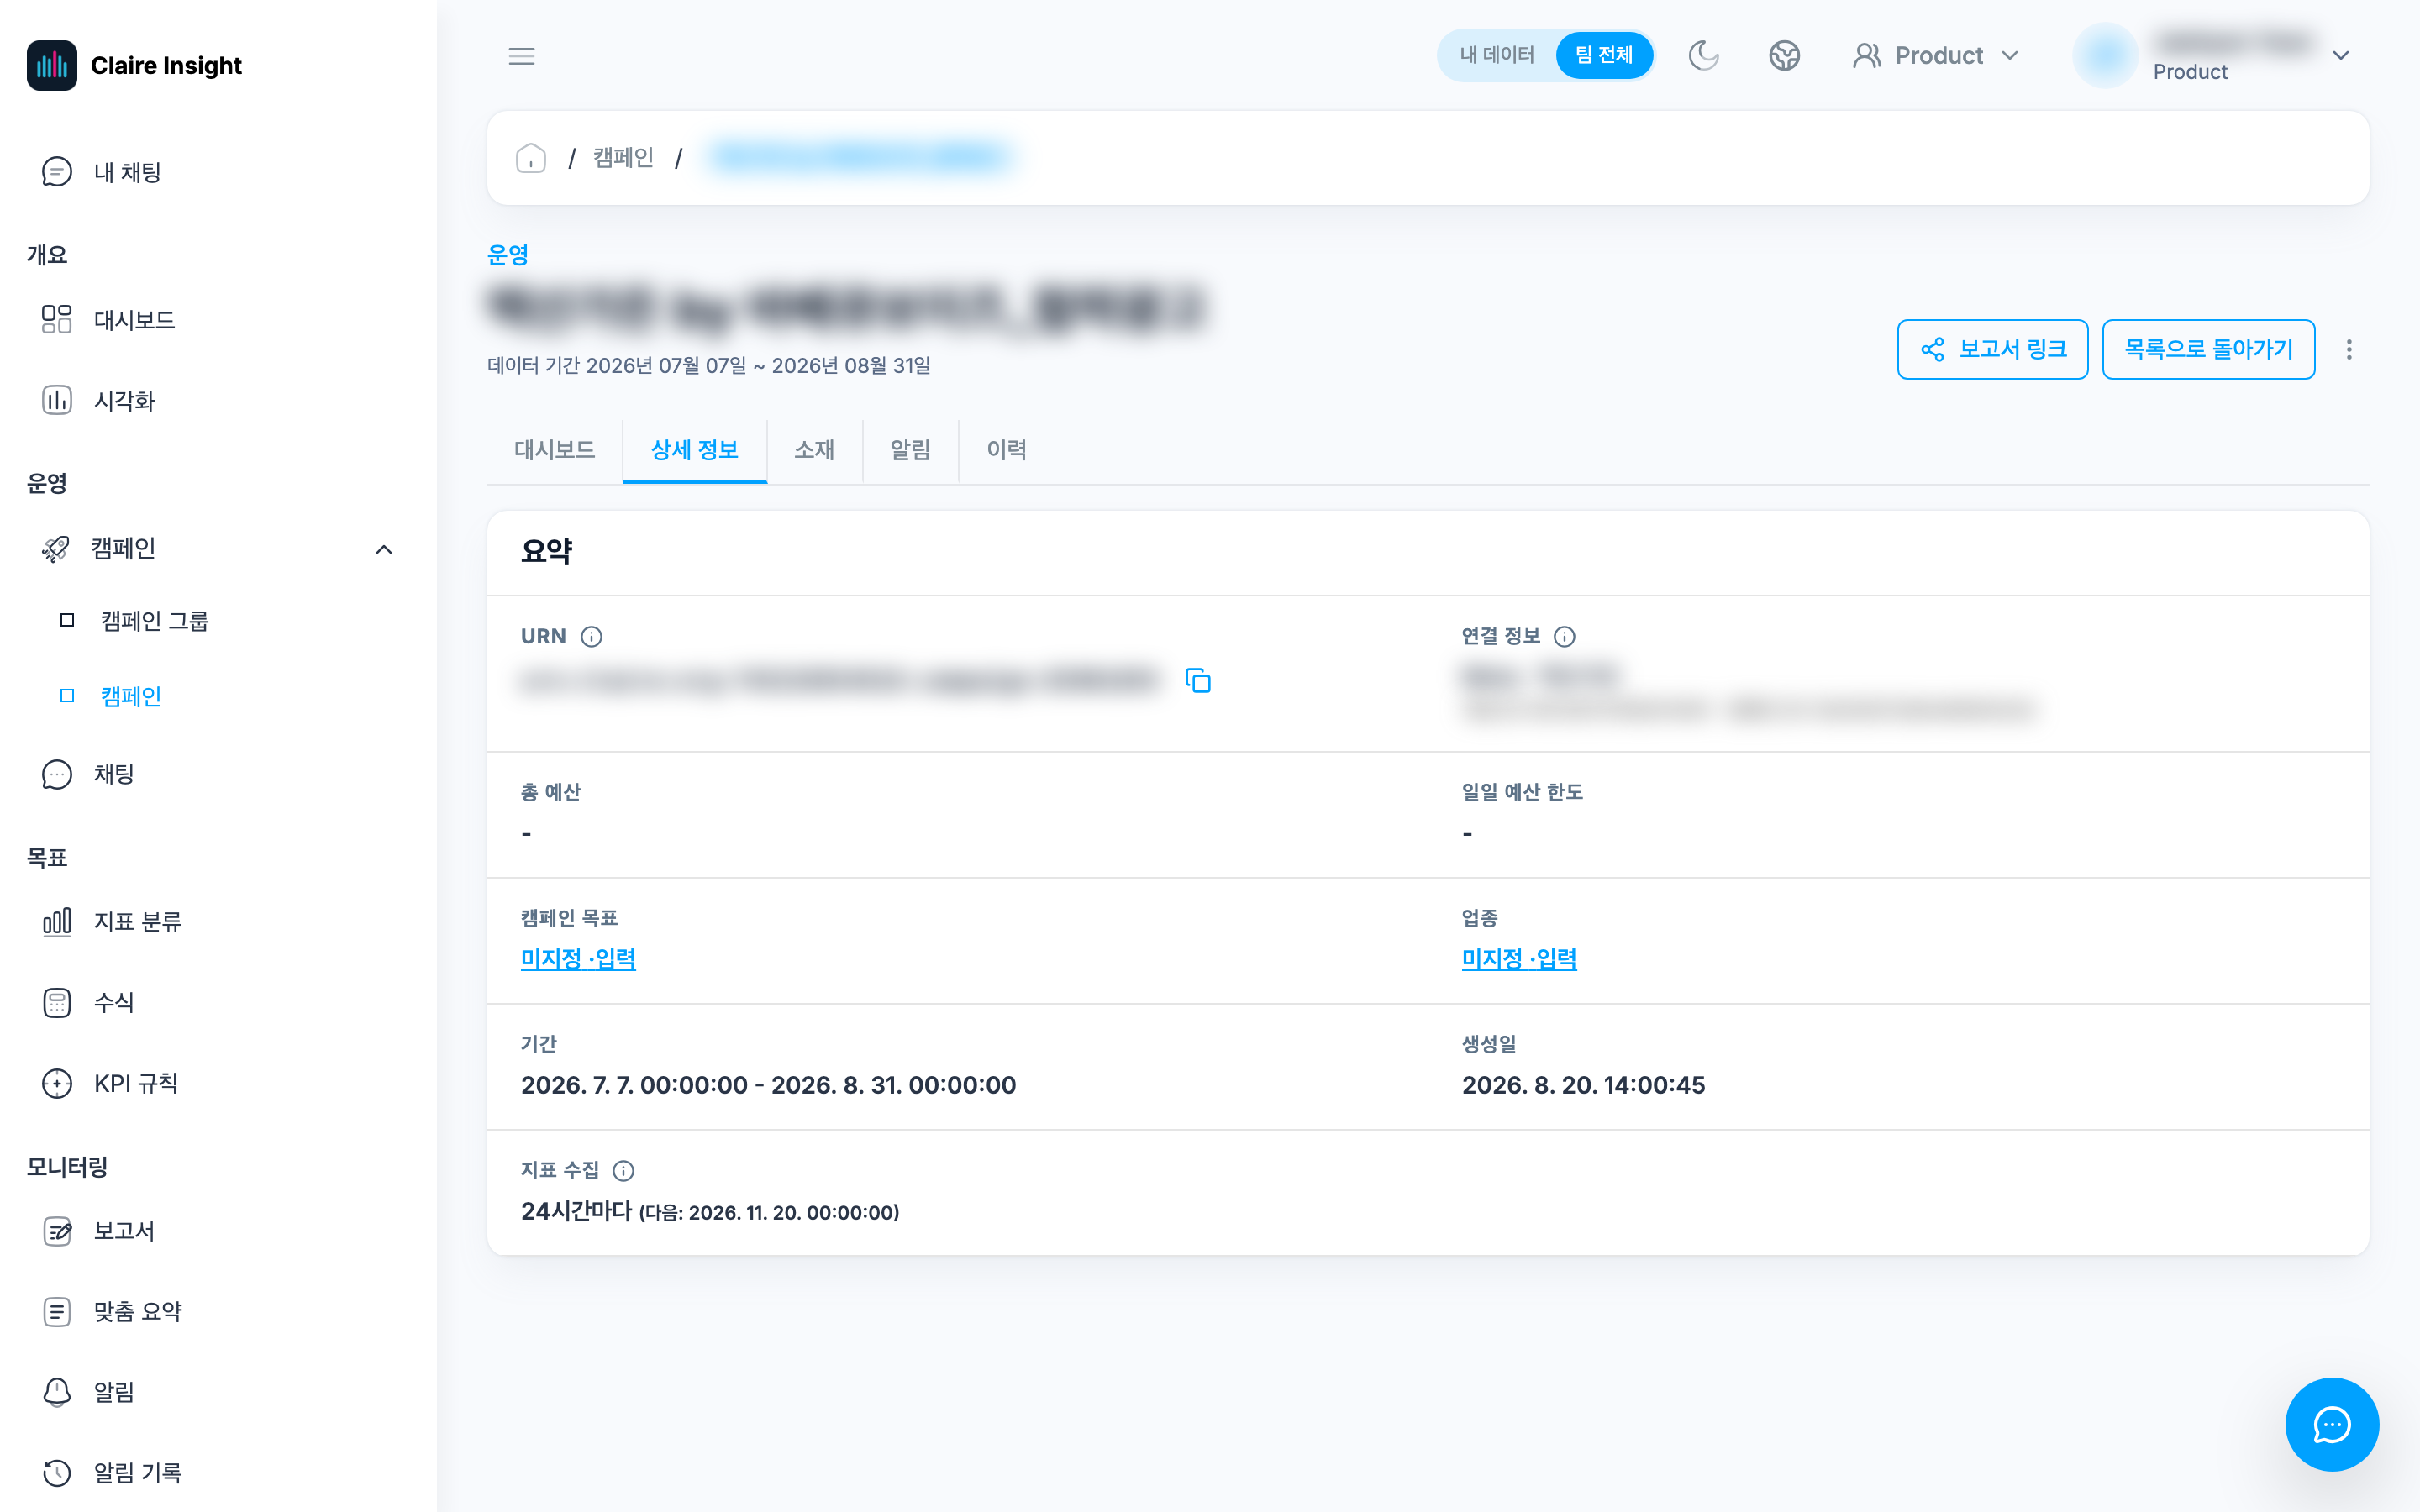 Claire Insight
내 채팅
개요
대시보드
시각화
운영
캠페인
캠페인 그룹
캠페인
채팅
목표
지표 분류
수식
KPI 규칙
모니터링
보고서
맞춤 요약
알림
알림 기록
내 데이터 팀 전체 Product
Product
/ 캠페인 /
운영
데이터 기간 2026년 07월 07일 ~ 2026년 08월 31일
보고서 링크 목록으로 돌아가기
대시보드 상세 정보 소재 알림 이력
요약
URN 연결 정보
총 예산 일일 예산 한도
- -
캠페인 목표 업종
미지정 ·입력 미지정 ·입력
기간 생성일
2026. 7. 7. 00:00:00 - 2026. 8. 31. 00:00:00 2026. 8. 20. 14:00:45
지표 수집
24시간마다 (다음: 2026. 11. 20. 00:00:00)